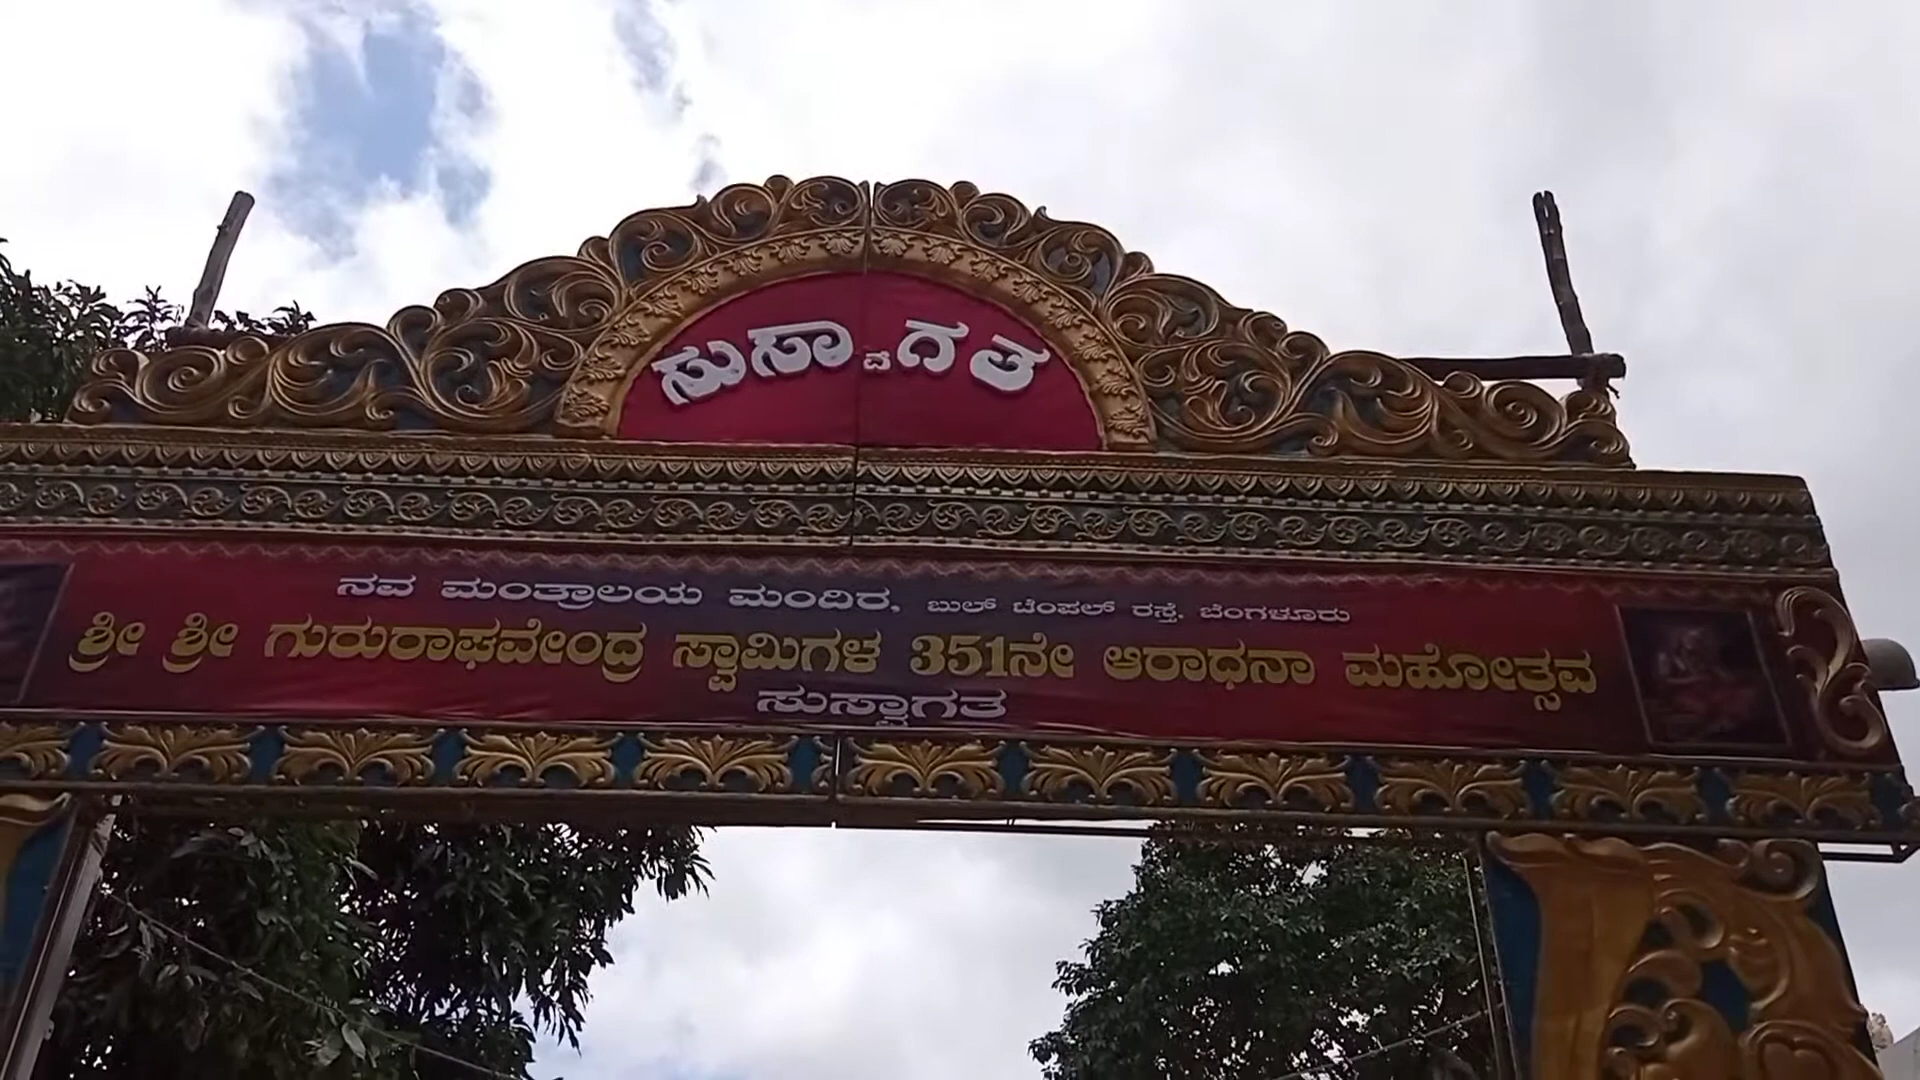 ಸುಸ್ವಾಗತ
ನವ ಮಂತ್ರಾಲಯ ಮಂದಿರ, ಬುಲ್ ಟೆಂಪಲ್ ರಸ್ತೆ, ಬೆಂಗಳೂರು
ಶ್ರೀ ಶ್ರೀ ಗುರುರಾಘವೇಂದ್ರ ಸ್ವಾಮಿಗಳ 351ನೇ ಆರಾಧನಾ ಮಹೋತ್ಸವ
ಸುಸ್ವಾಗತ